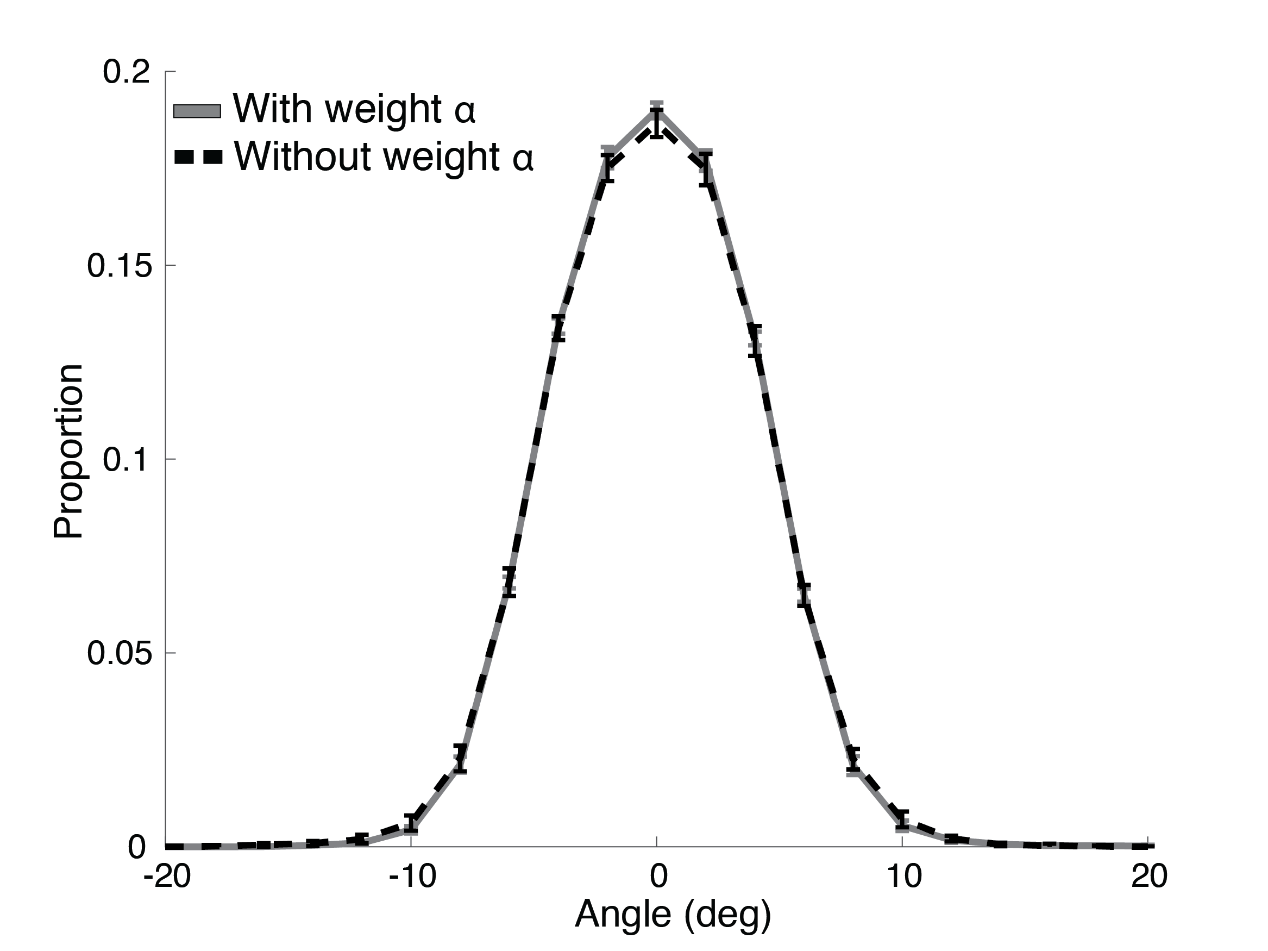 0.2
With weight α
Without weight α
0.15
Proportion
0.1
0.05
0
-20
-10
0
10
20
Angle (deg)